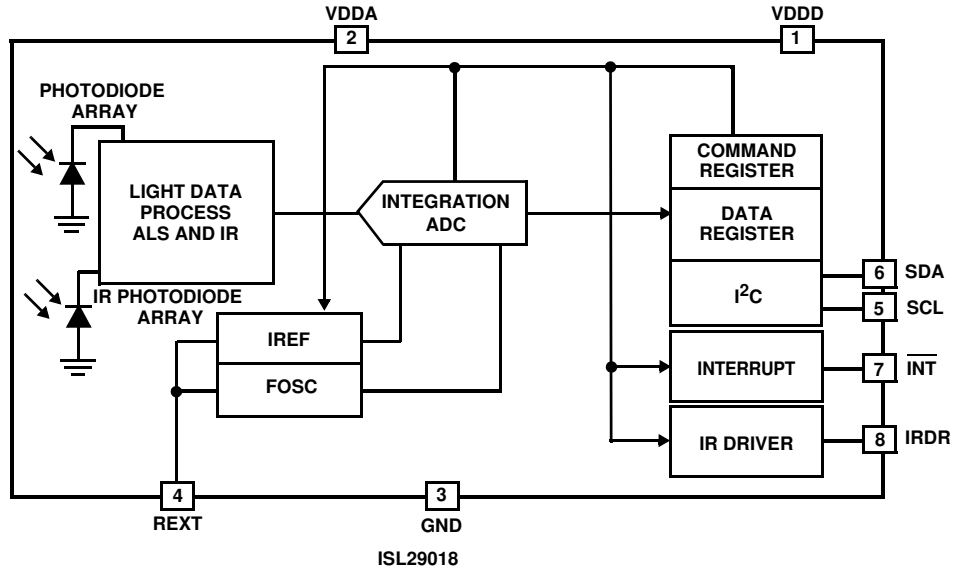 VDDA
2
VDDD
1
PHOTODIODE
ARRAY
LIGHT DATA
PROCESS
ALS AND IR
INTEGRATION
ADC
COMMAND
REGISTER
DATA
REGISTER
I²C
6 SDA
5 SCL
IR PHOTODIODE
ARRAY
IREF
FOSC
INTERRUPT
7 I̅N̅T̅
IR DRIVER
8 IRDR
4
REXT
3
GND
ISL29018